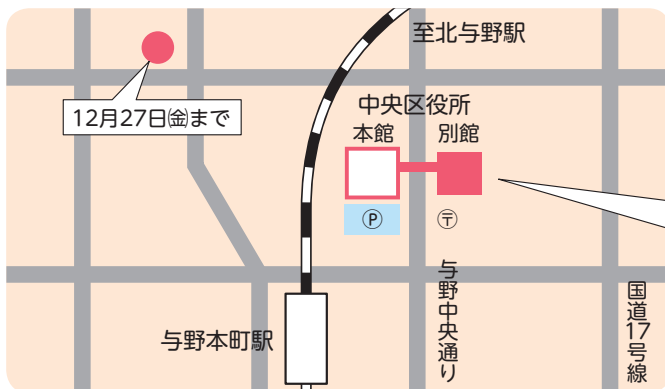 至北与野駅
12月27日㈮まで
中央区役所
本館
別館
Ⓟ
〶
与野中央通り
国道17号線
与野本町駅